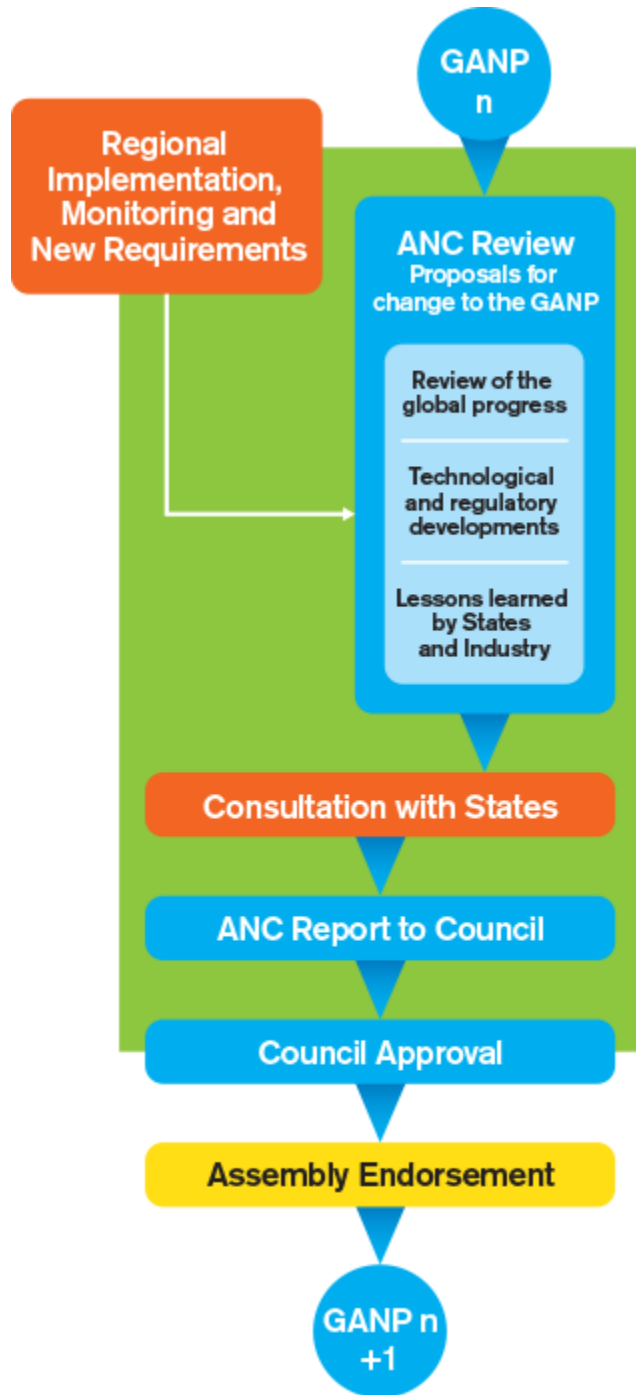 GANP
n
Regional
Implementation,
Monitoring and
New Requirements
ANC Review
Proposals for
change to the GANP
Review of the
global progress
Technological
and regulatory
developments
Lessons learned
by States
and Industry
Consultation with States
ANC Report to Council
Council Approval
Assembly Endorsement
GANP n
+1